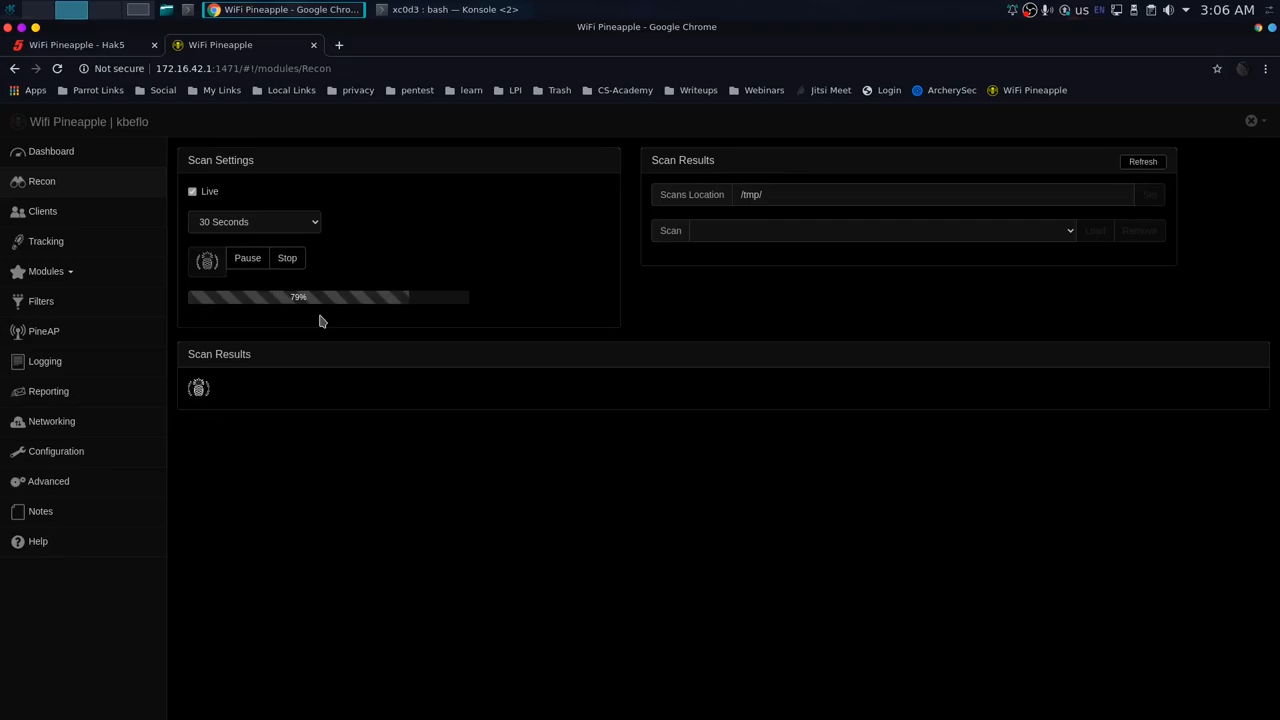 WiFi Pineapple - Google Chro...
xc0d3 : bash — Konsole <2>
us EN 3:06 AM
WiFi Pineapple - Google Chrome
WiFi Pineapple - Hak5
WiFi Pineapple
Not secure 172.16.42.1:1471/#!/modules/Recon
Apps Parrot Links Social My Links Local Links privacy pentest learn LPI Trash CS-Academy Writeups Webinars Jitsi Meet Login ArcherySec WiFi Pineapple
Wifi Pineapple | kbeflo
Dashboard
Recon
Clients
Tracking
Modules
Filters
PineAP
Logging
Reporting
Networking
Configuration
Advanced
Notes
Help
Scan Settings
Live
30 Seconds
Pause Stop
79%
Scan Results Refresh
Scans Location /tmp/ Set
Scan Load Remove
Scan Results